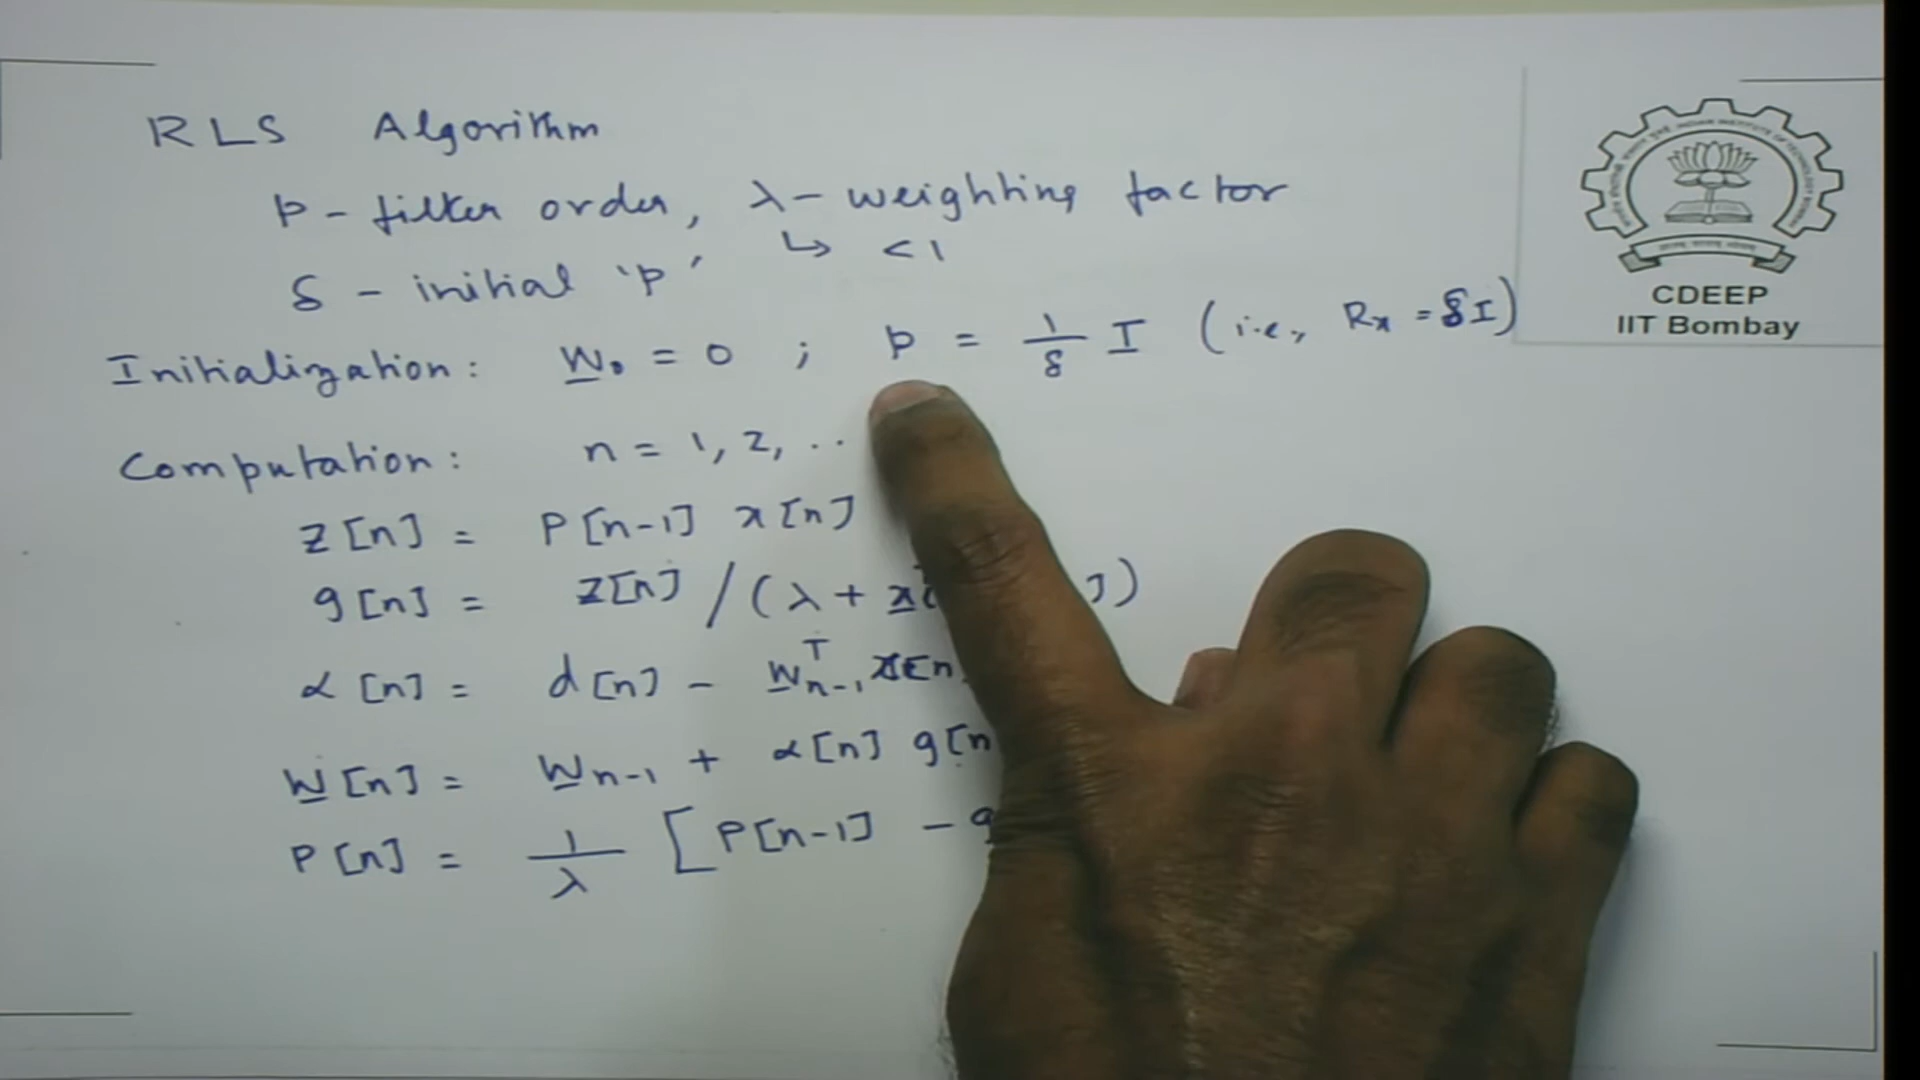 RLS Algorithm
p - filter order, λ - weighting factor
↳ < 1
δ - initial 'p'
Initialization: w₀ = 0 ; p = 1/δ I (i.e., Rx = δI)
Computation: n = 1, 2, ..
z[n] = P[n-1] x[n]
g[n] = z[n] / (λ + x ])
α[n] = d[n] - wᵀn-1 x[n
w[n] = wn-1 + α[n] g[n
P[n] = 1/λ [P[n-1] - g
CDEEP
IIT Bombay